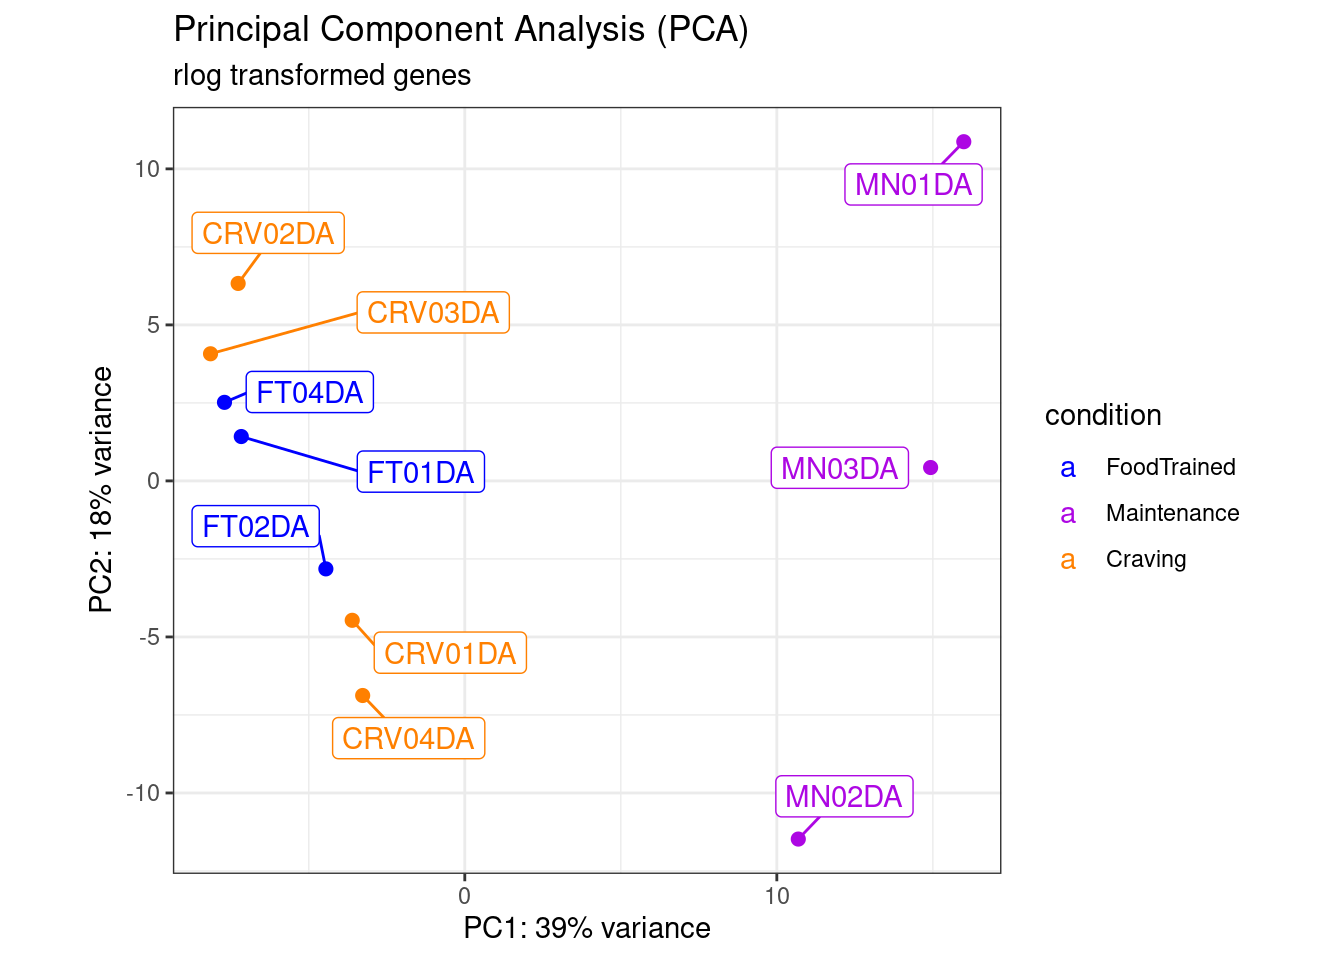 Principal Component Analysis (PCA)
rlog transformed genes
10
5
0
-5
-10
PC2: 18% variance
MN01DA
CRV02DA
CRV03DA
FT04DA
FT01DA
MN03DA
FT02DA
CRV01DA
CRV04DA
MN02DA
0
10
PC1: 39% variance
condition
a FoodTrained
a Maintenance
a Craving